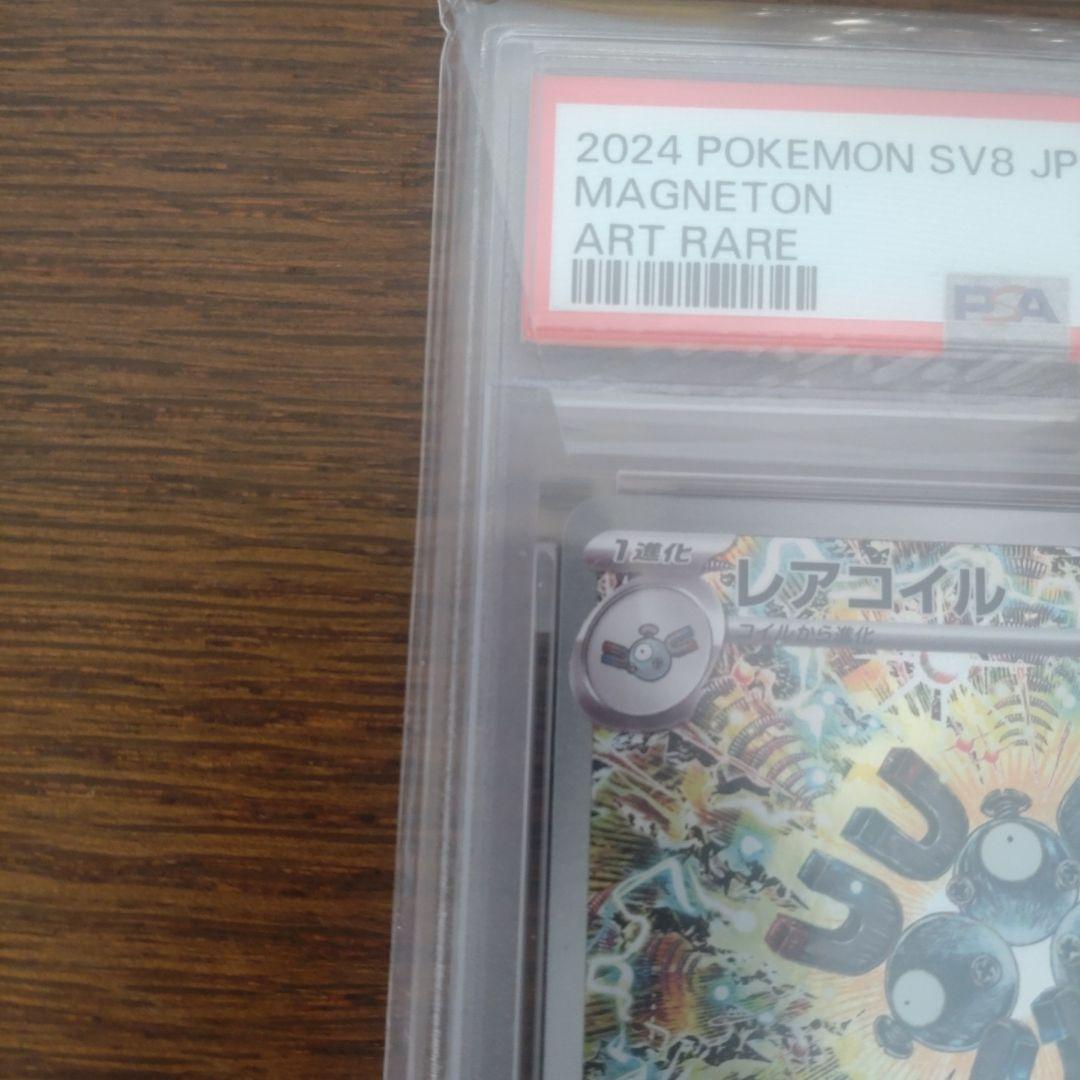 2024 POKEMON SV8 JP
MAGNETON
ART RARE
PSA
1進化
レアコイル
コイルから進化